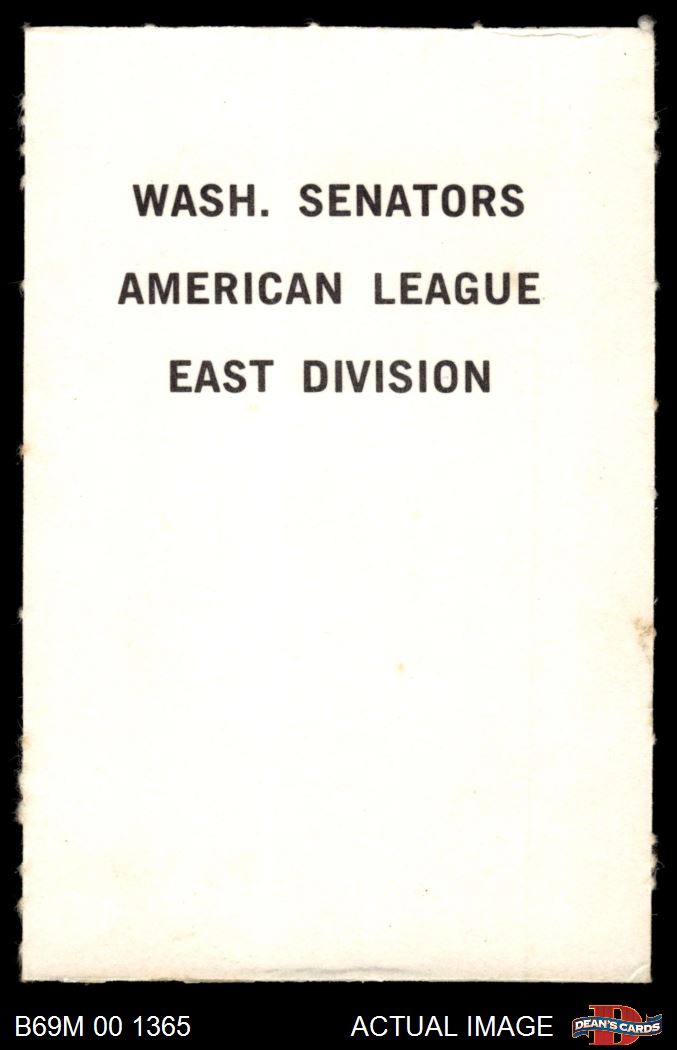 WASH. SENATORS
AMERICAN LEAGUE
EAST DIVISION
B69M 00 1365 ACTUAL IMAGE DEAN'S CARDS